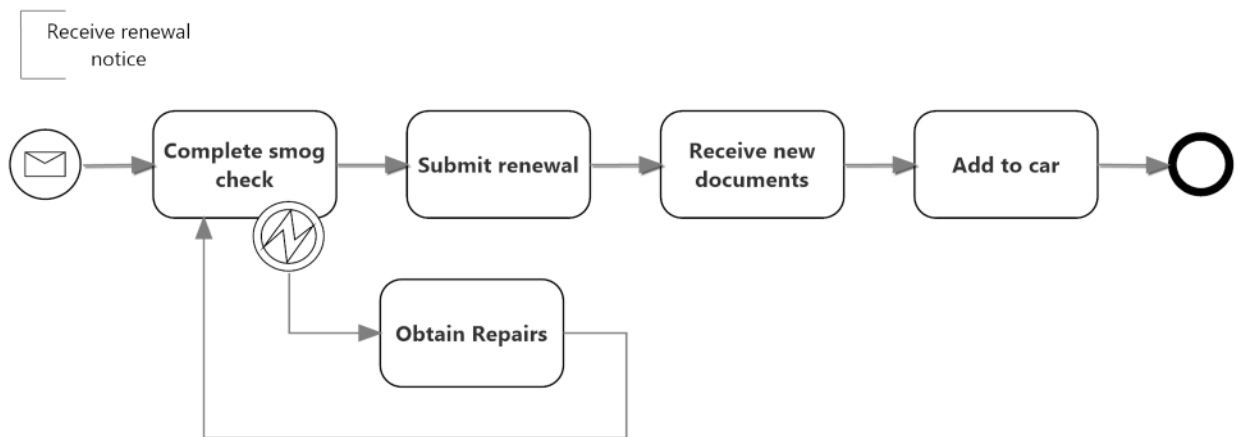 Receive renewal
notice
Complete smog
check
Submit renewal
Receive new
documents
Add to car
Obtain Repairs